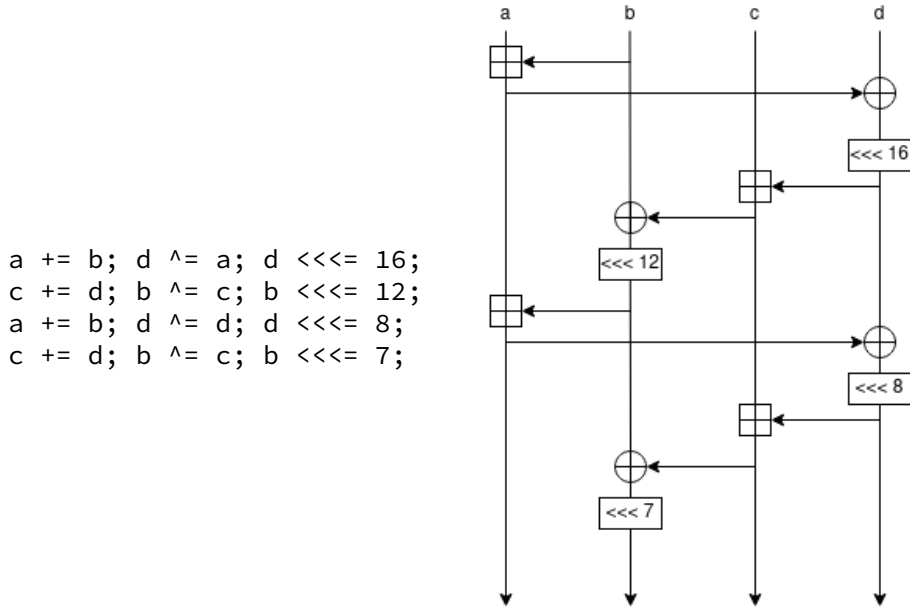 a b c d
<<< 16
<<< 12
<<< 8
<<< 7
a += b; d ^= a; d <<<= 16;
c += d; b ^= c; b <<<= 12;
a += b; d ^= d; d <<<= 8;
c += d; b ^= c; b <<<= 7;